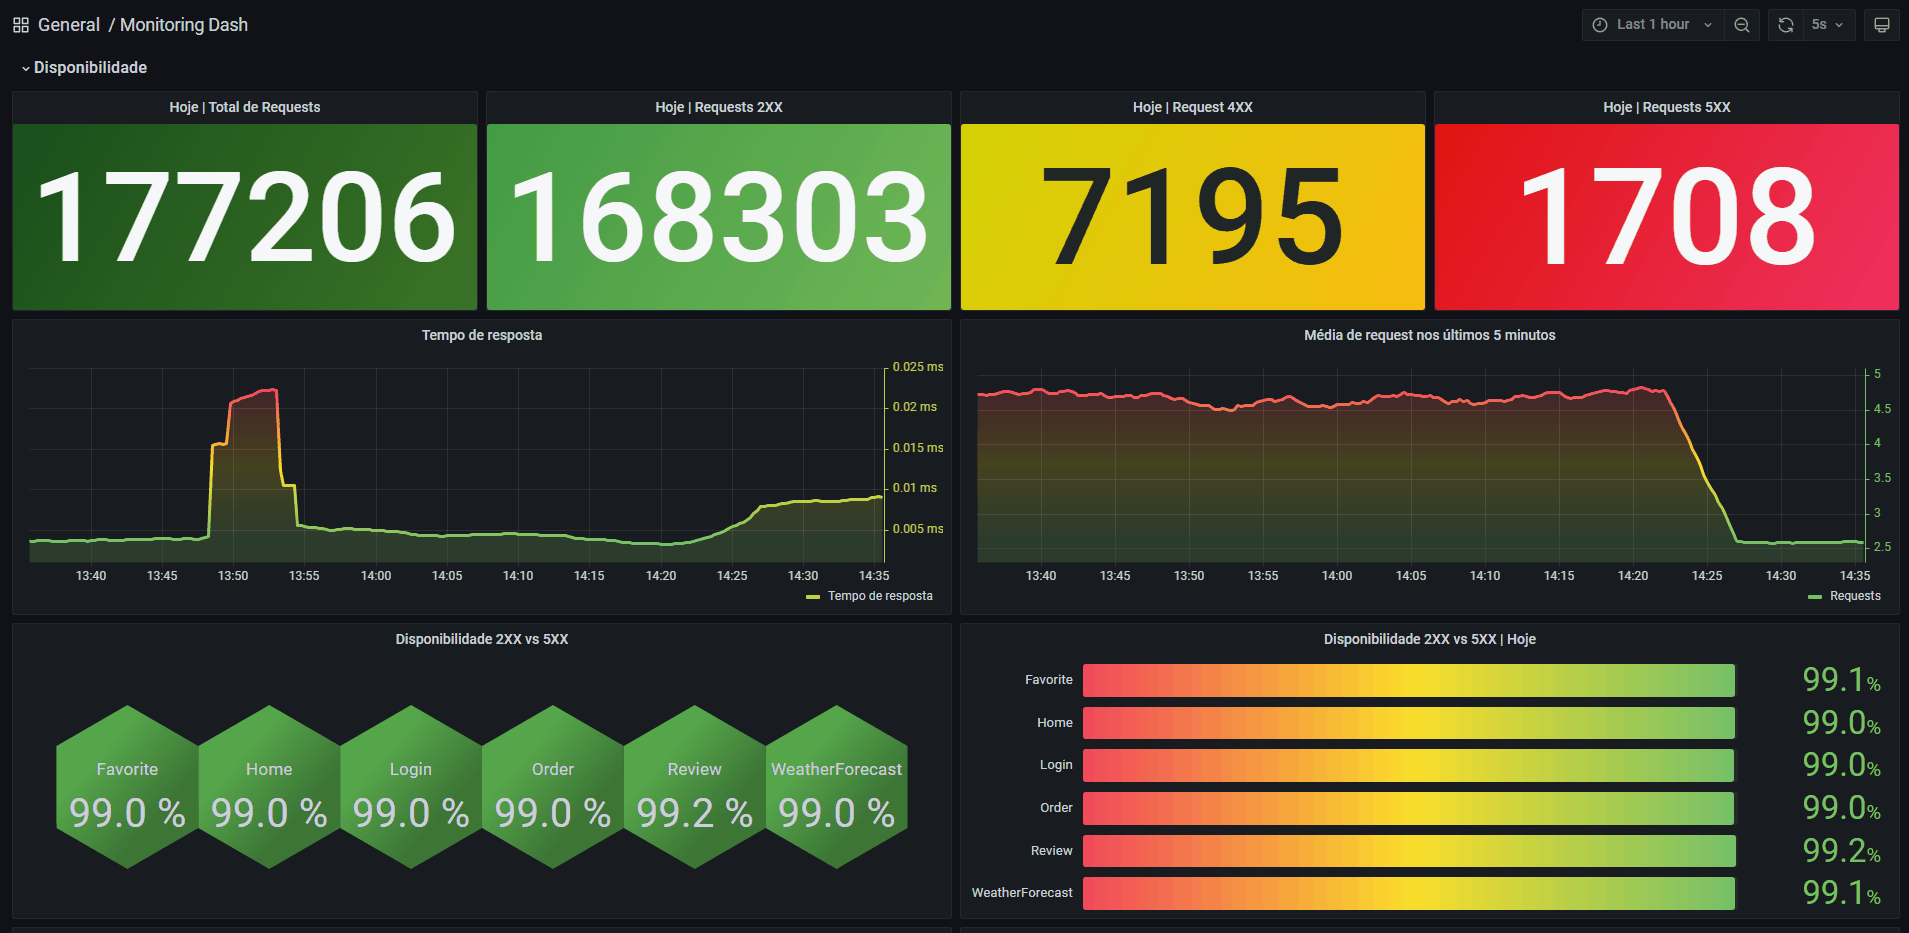 General / Monitoring Dash
Last 1 hour
5s
Disponibilidade
Hoje | Total de Requests
177206
Hoje | Requests 2XX
168303
Hoje | Request 4XX
7195
Hoje | Requests 5XX
1708
Tempo de resposta
0.025 ms
0.02 ms
0.015 ms
0.01 ms
0.005 ms
13:40 13:45 13:50 13:55 14:00 14:05 14:10 14:15 14:20 14:25 14:30 14:35
Tempo de resposta
Média de request nos últimos 5 minutos
5
4.5
4
3.5
3
2.5
13:40 13:45 13:50 13:55 14:00 14:05 14:10 14:15 14:20 14:25 14:30 14:35
Requests
Disponibilidade 2XX vs 5XX
Favorite
99.0 %
Home
99.0 %
Login
99.0 %
Order
99.0 %
Review
99.2 %
WeatherForecast
99.0 %
Disponibilidade 2XX vs 5XX | Hoje
Favorite 99.1%
Home 99.0%
Login 99.0%
Order 99.0%
Review 99.2%
WeatherForecast 99.1%